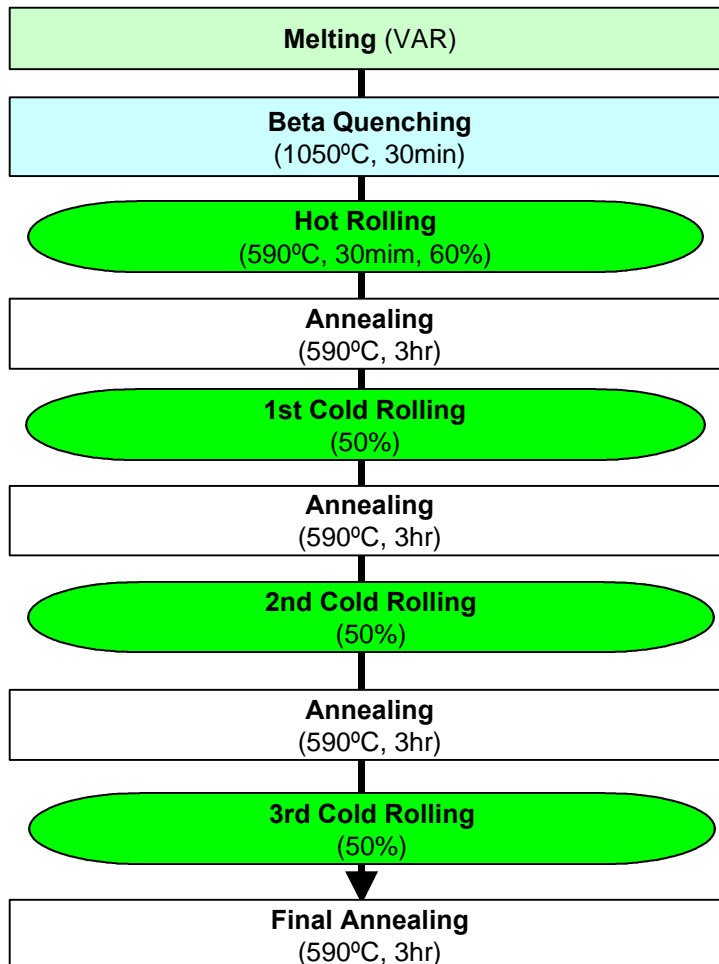 Melting (VAR)
Beta Quenching
(1050ºC, 30min)
Hot Rolling
(590ºC, 30mim, 60%)
Annealing
(590ºC, 3hr)
1st Cold Rolling
(50%)
Annealing
(590ºC, 3hr)
2nd Cold Rolling
(50%)
Annealing
(590ºC, 3hr)
3rd Cold Rolling
(50%)
Final Annealing
(590ºC, 3hr)